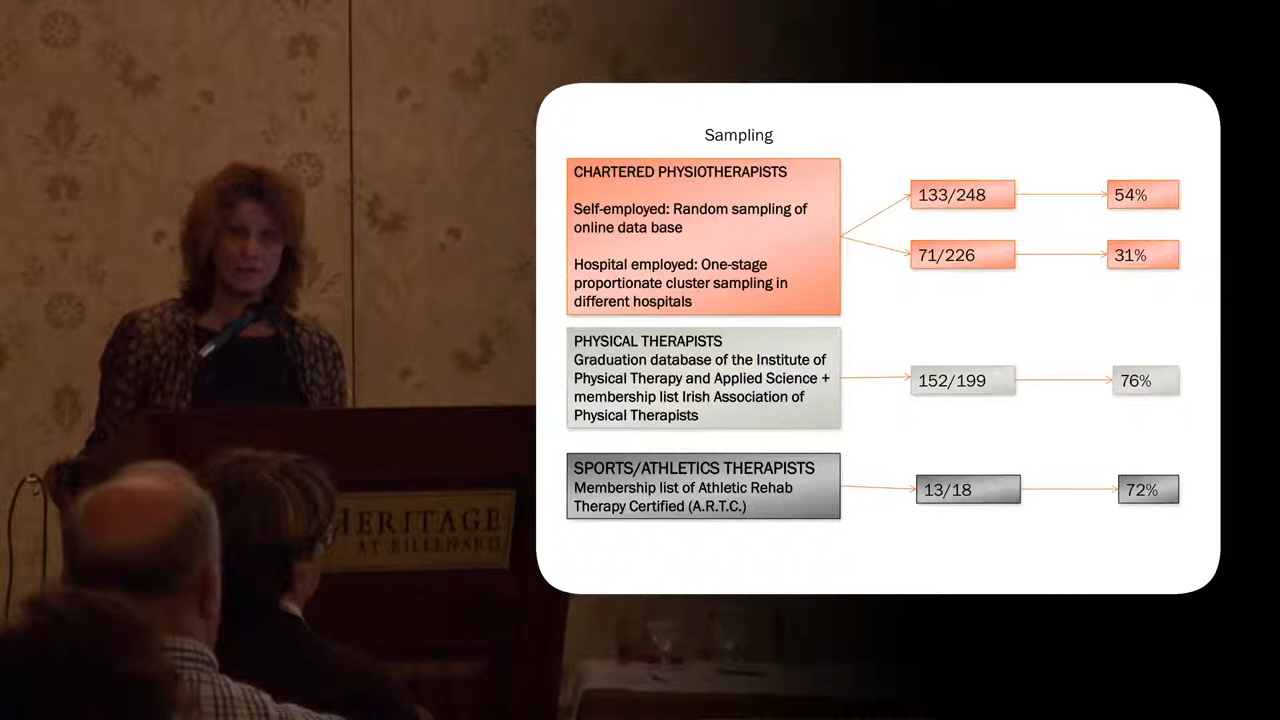 Sampling
CHARTERED PHYSIOTHERAPISTS
Self-employed: Random sampling of
online data base
Hospital employed: One-stage
proportionate cluster sampling in
different hospitals
133/248
54%
71/226
31%
PHYSICAL THERAPISTS
Graduation database of the Institute of
Physical Therapy and Applied Science +
membership list Irish Association of
Physical Therapists
152/199
76%
SPORTS/ATHLETICS THERAPISTS
Membership list of Athletic Rehab
Therapy Certified (A.R.T.C.)
13/18
72%
HERITAGE
AT KILLENARD